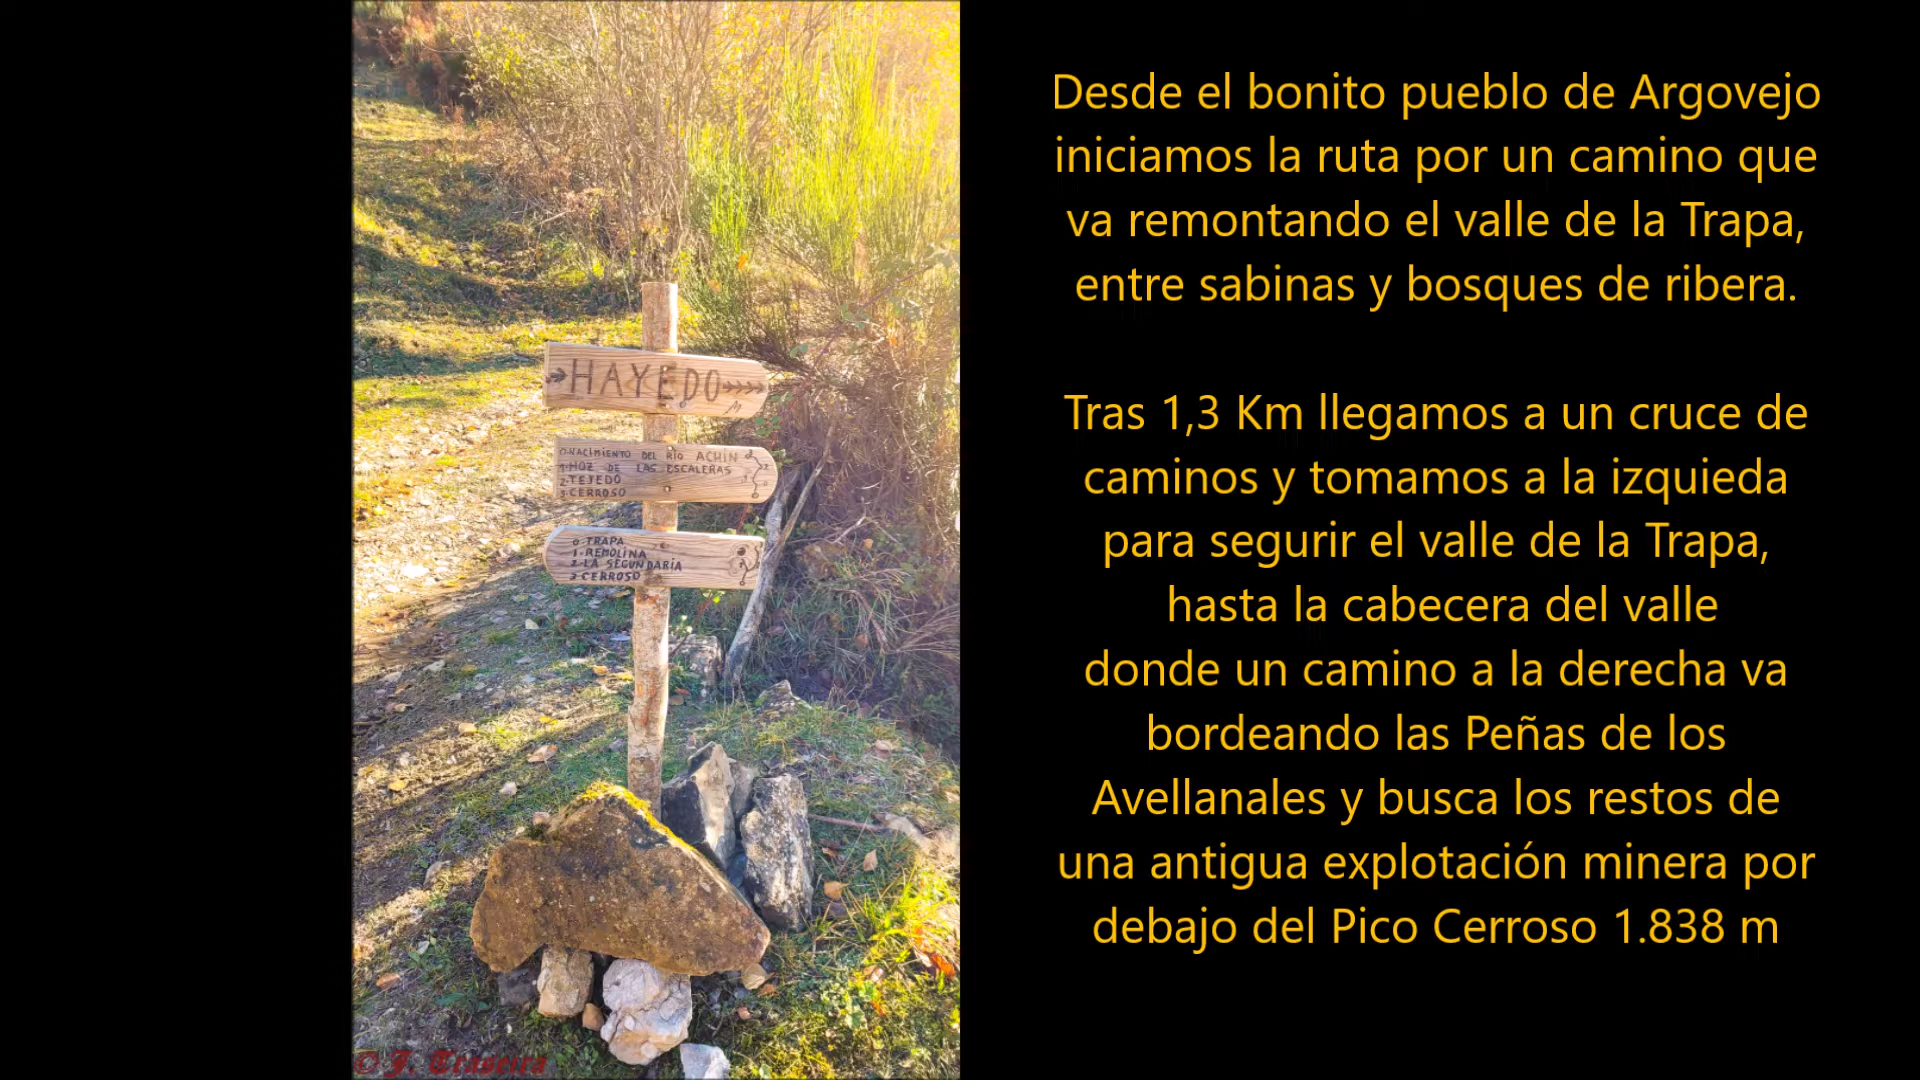 HAYEDO
0-NACIMIENTO DEL RÍO ACHÍN
1-HOZ DE LAS ESCALERAS
2-TEJEDO
3-CERROSO
0-TRAPA
1-REMOLINA
2-LA SEGUNDARÍA
2-CERROSO
© J. Traseira
Desde el bonito pueblo de Argovejo
iniciamos la ruta por un camino que
va remontando el valle de la Trapa,
entre sabinas y bosques de ribera.
Tras 1,3 Km llegamos a un cruce de
caminos y tomamos a la izquieda
para segurir el valle de la Trapa,
hasta la cabecera del valle
donde un camino a la derecha va
bordeando las Peñas de los
Avellanales y busca los restos de
una antigua explotación minera por
debajo del Pico Cerroso 1.838 m